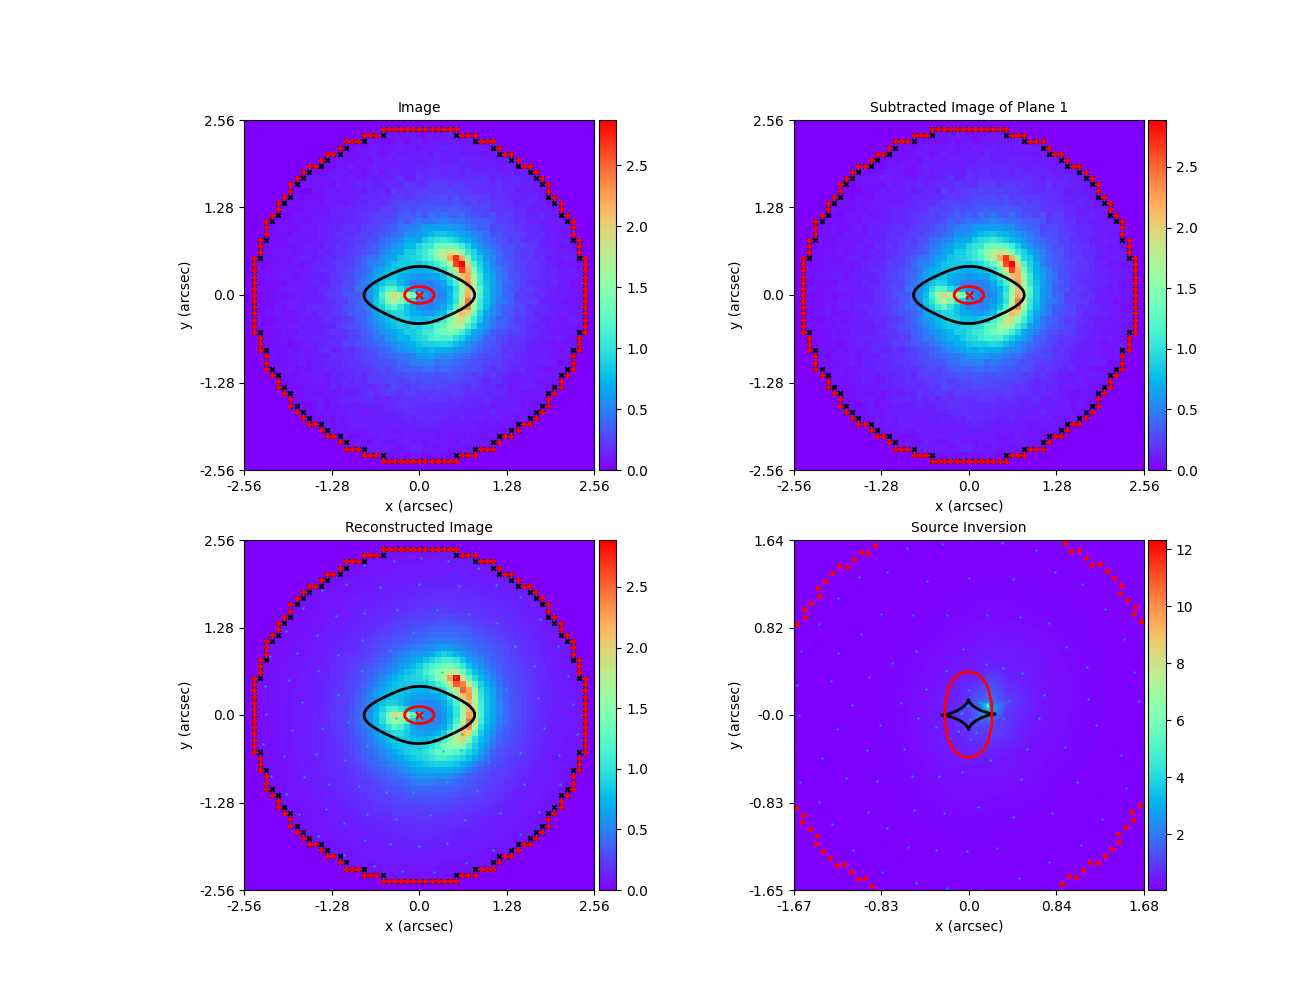 Image
2.56
1.28
0.0
-1.28
-2.56
y (arcsec)
-2.56 -1.28 0.0 1.28 2.56
x (arcsec)
2.5
2.0
1.5
1.0
0.5
0.0
Subtracted Image of Plane 1
2.56
1.28
0.0
-1.28
-2.56
y (arcsec)
-2.56 -1.28 0.0 1.28 2.56
x (arcsec)
2.5
2.0
1.5
1.0
0.5
0.0
Reconstructed Image
2.56
1.28
0.0
-1.28
-2.56
y (arcsec)
-2.56 -1.28 0.0 1.28 2.56
x (arcsec)
2.5
2.0
1.5
1.0
0.5
0.0
Source Inversion
1.64
0.82
-0.0
-0.83
-1.65
y (arcsec)
-1.67 -0.83 0.0 0.84 1.68
x (arcsec)
12
10
8
6
4
2